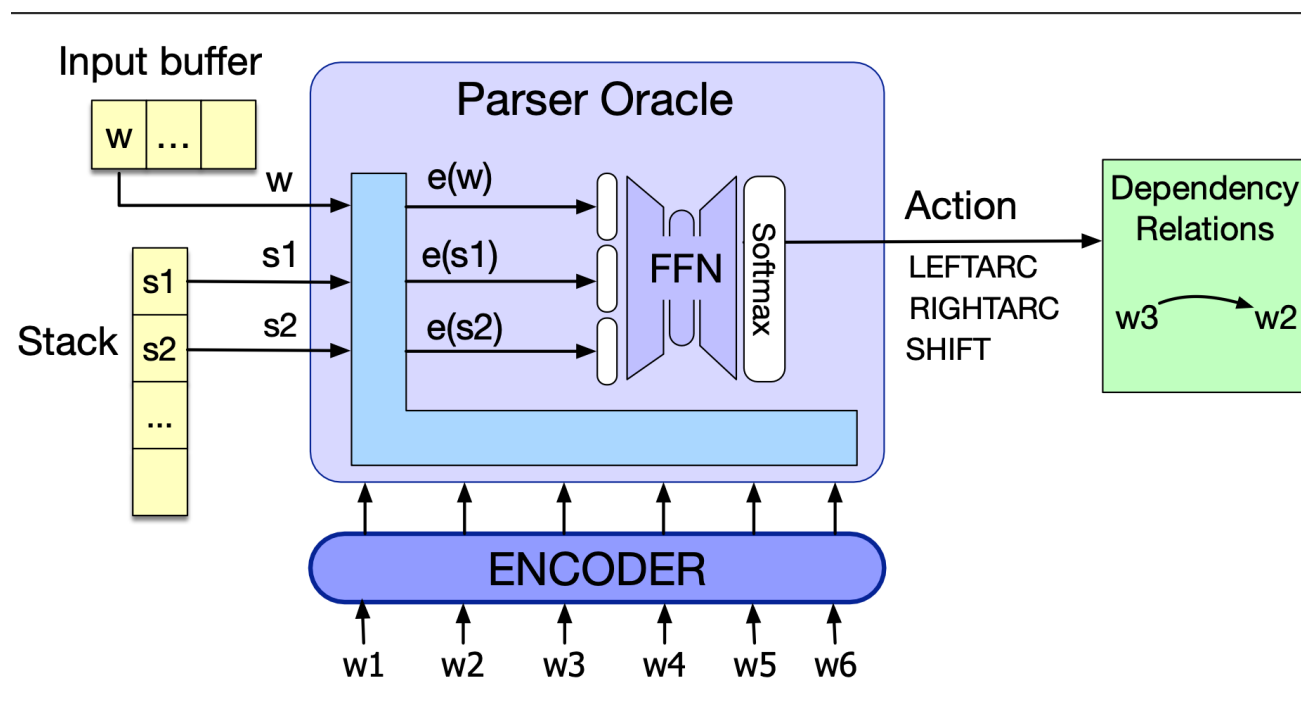 Input buffer
w ...
w
Parser Oracle
e(w)
s1
s1
e(s1)
Stack
s2
s2
e(s2)
...
FFN
Softmax
Action
LEFTARC
RIGHTARC
SHIFT
Dependency
Relations
w3 w2
ENCODER
w1 w2 w3 w4 w5 w6